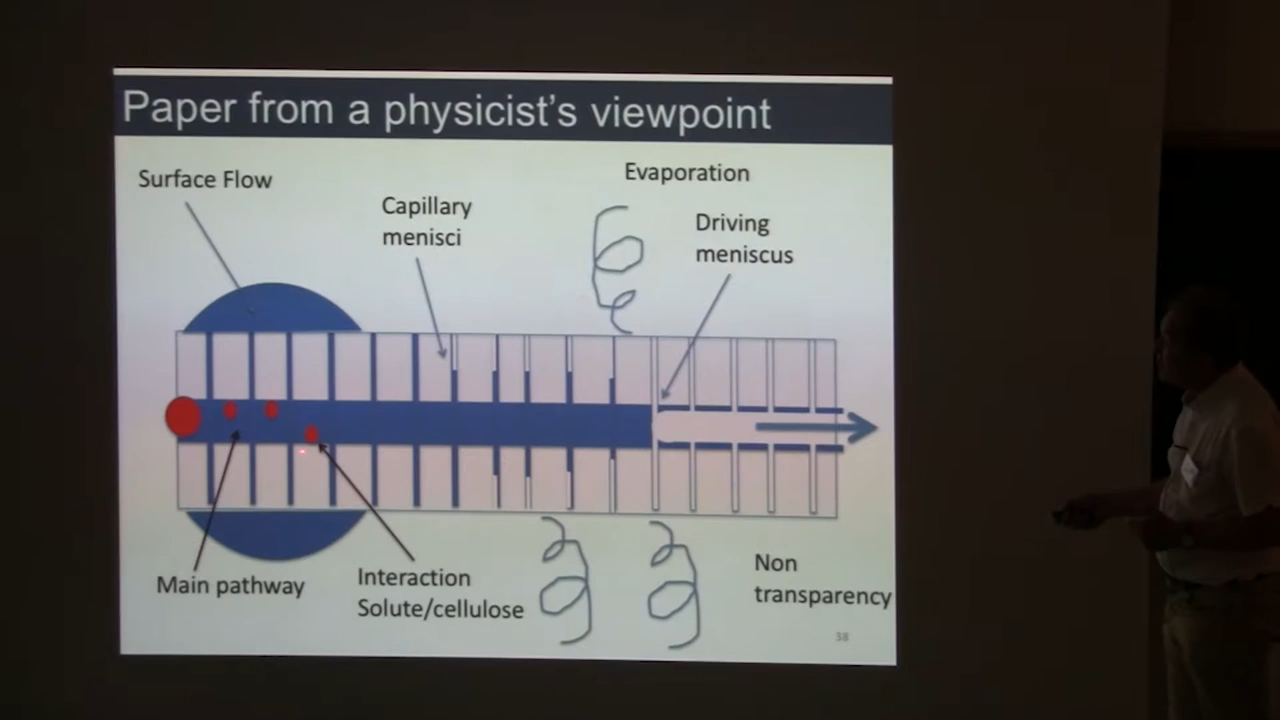 Paper from a physicist's viewpoint
Surface Flow
Capillary
menisci
Evaporation
Driving
meniscus
Main pathway
Interaction
Solute/cellulose
Non
transparency
38